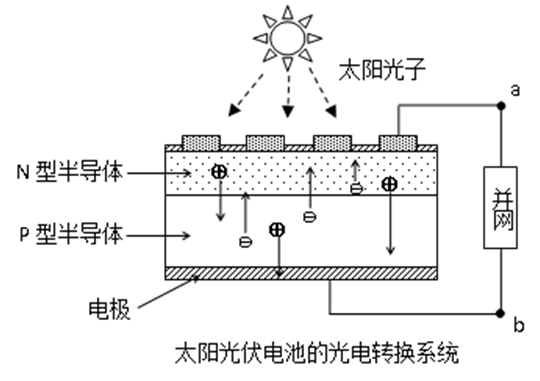 太阳光子
a
N 型半导体
并网
P 型半导体
电极
b
太阳光伏电池的光电转换系统